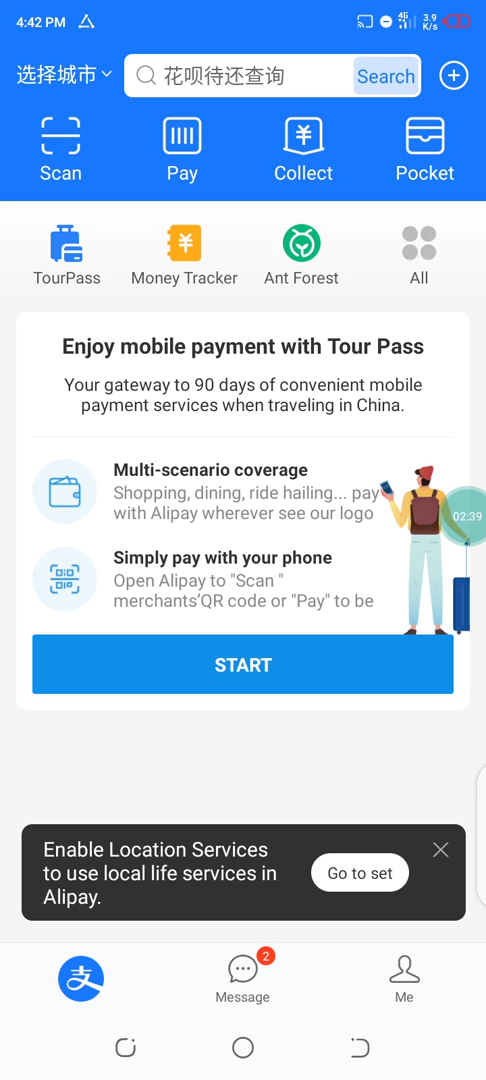 4:42 PM
4G
3.9
K/s
选择城市
花呗待还查询
Search
Scan
Pay
Collect
Pocket
TourPass
Money Tracker
Ant Forest
All
Enjoy mobile payment with Tour Pass
Your gateway to 90 days of convenient mobile
payment services when traveling in China.
Multi-scenario coverage
Shopping, dining, ride hailing... pay
with Alipay wherever see our logo
02:39
Simply pay with your phone
Open Alipay to "Scan "
merchants’QR code or "Pay" to be
START
Enable Location Services
to use local life services in
Alipay.
Go to set
支
2
Message
Me